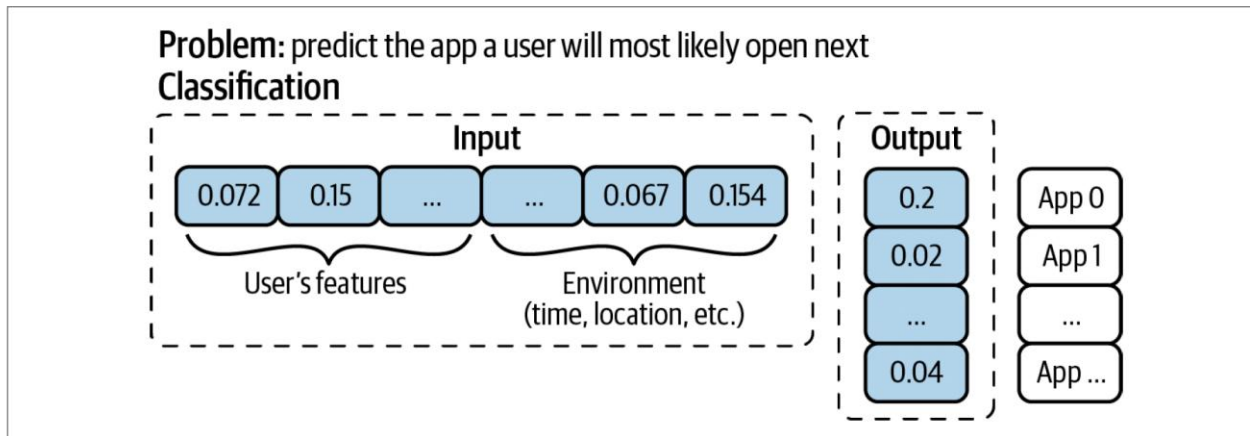 Problem: predict the app a user will most likely open next
Classification
Input
0.072 0.15 ... ... 0.067 0.154
User's features
Environment
(time, location, etc.)
Output
0.2 App 0
0.02 App 1
... ...
0.04 App ...